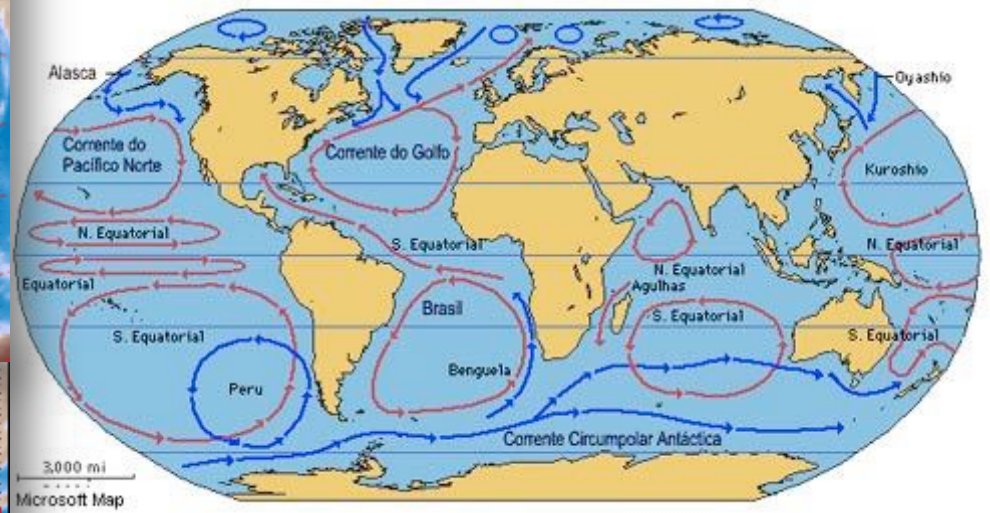 Alasca
Oyashio
Corrente do
Pacífico Norte
Corrente do Golfo
Kuroshio
N. Equatorial
S. Equatorial
N. Equatorial
Equatorial
N. Equatorial
Agulhas
Brasil
S. Equatorial
S. Equatorial
S. Equatorial
Benguela
Peru
Corrente Circumpolar Antáctica
3,000 mi
Microsoft Map